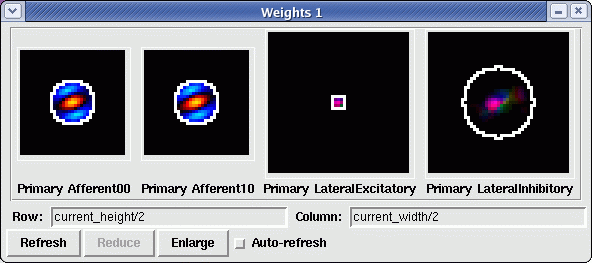 Weights 1
Primary Afferent00 Primary Afferent10 Primary LateralExcitatory Primary LateralInhibitory
Row: current_height/2 Column: current_width/2
Refresh Reduce Enlarge Auto-refresh